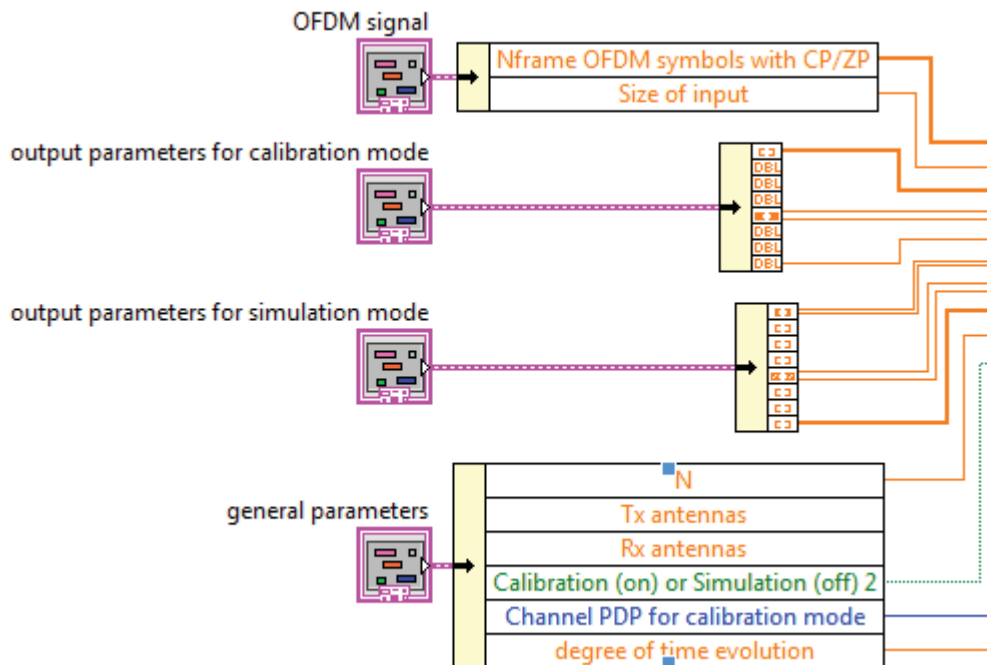 OFDM signal
Nframe OFDM symbols with CP/ZP
Size of input
output parameters for calibration mode
[ ]
DBL
DBL
DBL
[ ]
DBL
DBL
DBL
output parameters for simulation mode
[ ]
[ ]
[ ]
[ ]
[ ]
[ ]
[ ]
general parameters
N
Tx antennas
Rx antennas
Calibration (on) or Simulation (off) 2
Channel PDP for calibration mode
degree of time evolution